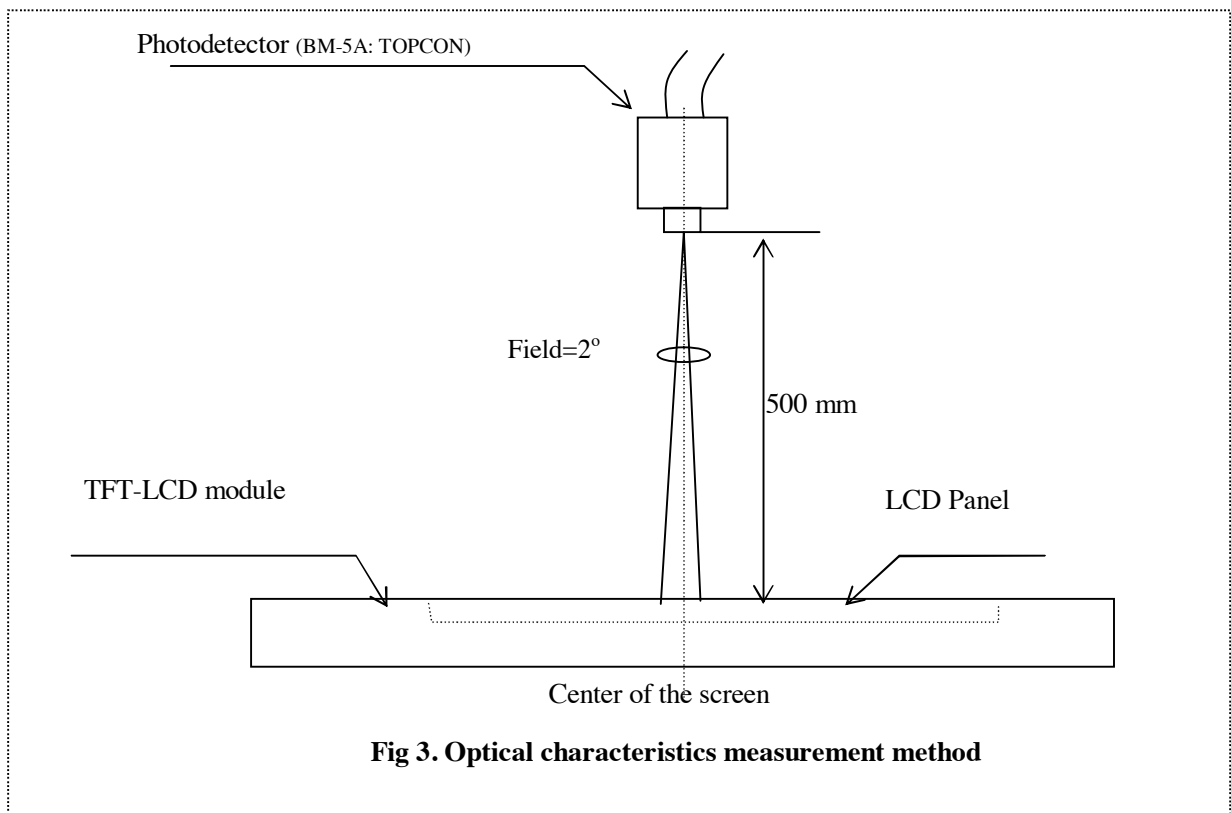 Photodetector (BM-5A: TOPCON)
Field=2°
500 mm
TFT-LCD module
LCD Panel
Center of the screen
Fig 3. Optical characteristics measurement method